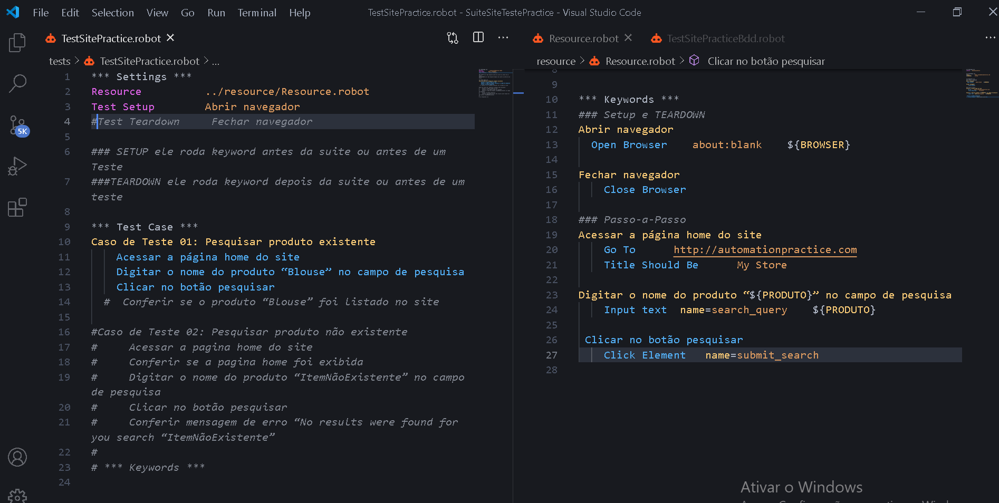 File Edit Selection View Go Run Terminal Help
TestSitePractice.robot - SuiteSiteTestePractice - Visual Studio Code
TestSitePractice.robot
tests > TestSitePractice.robot > ...
1 *** Settings ***
2 Resource ../resource/Resource.robot
3 Test Setup Abrir navegador
4 #Test Teardown Fechar navegador
5
6 ### SETUP ele roda keyword antes da suite ou antes de um
Teste
7 ###TEARDOWN ele roda keyword depois da suite ou antes de um
teste
8
9 *** Test Case ***
10 Caso de Teste 01: Pesquisar produto existente
11 Acessar a página home do site
12 Digitar o nome do produto “Blouse” no campo de pesquisa
13 Clicar no botão pesquisar
14 # Conferir se o produto “Blouse” foi listado no site
15
16 #Caso de Teste 02: Pesquisar produto não existente
17 # Acessar a pagina home do site
18 # Conferir se a pagina home foi exibida
19 # Digitar o nome do produto “ItemNãoExistente” no campo
de pesquisa
20 # Clicar no botão pesquisar
21 # Conferir mensagem de erro “No results were found for
you search “ItemNãoExistente”
22 #
23 # *** Keywords ***
24
5K
Resource.robot
TestSitePracticeBdd.robot
resource > Resource.robot > Clicar no botão pesquisar
8
9
10 *** Keywords ***
11 ### Setup e TEARDOWN
12 Abrir navegador
13 Open Browser about:blank ${BROWSER}
14
15 Fechar navegador
16 Close Browser
17
18 ### Passo-a-Passo
19 Acessar a página home do site
20 Go To http://automationpractice.com
21 Title Should Be My Store
22
23 Digitar o nome do produto “${PRODUTO}” no campo de pesquisa
24 Input text name=search_query ${PRODUTO}
25
26 Clicar no botão pesquisar
27 Click Element name=submit_search
28
Ativar o Windows